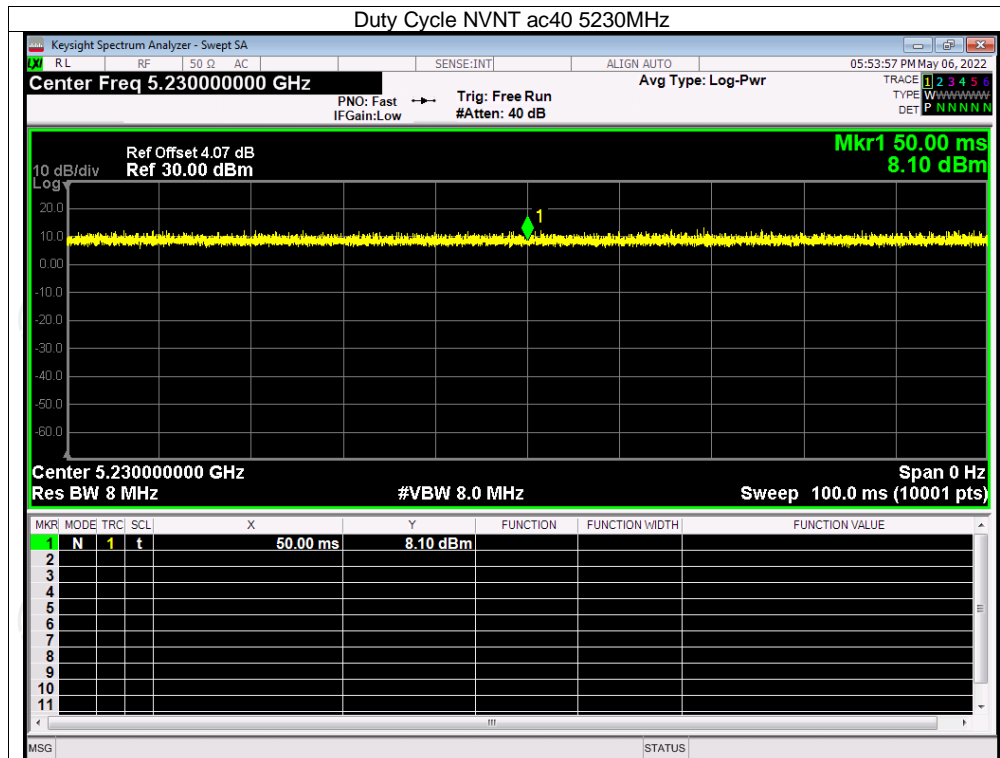 Duty Cycle NVNT ac40 5230MHz
Keysight Spectrum Analyzer - Swept SA
LXI RL RF 50 Ω AC SENSE:INT ALIGN AUTO 05:53:57 PM May 06, 2022
Center Freq 5.230000000 GHz Avg Type: Log-Pwr TRACE 1 2 3 4 5 6
PNO: Fast Trig: Free Run TYPE WWWWWW
IFGain:Low #Atten: 40 dB DET P N N N N N
Mkr1 50.00 ms
Ref Offset 4.07 dB 8.10 dBm
10 dB/div Ref 30.00 dBm
Log
1
20.0
10.0
0.00
-10.0
-20.0
-30.0
-40.0
-50.0
-60.0
Center 5.230000000 GHz Span 0 Hz
Res BW 8 MHz #VBW 8.0 MHz Sweep 100.0 ms (10001 pts)
MKR MODE TRC SCL X Y FUNCTION FUNCTION WIDTH FUNCTION VALUE
1 N 1 t 50.00 ms 8.10 dBm
2
3
4
5
6
7
8
9
10
11
MSG STATUS